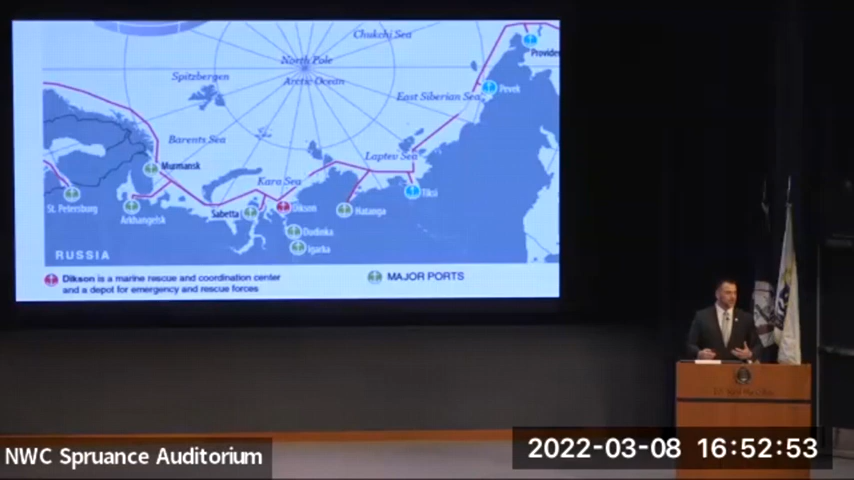 Chukchi Sea
North Pole
Provide
Spitzbergen
Arctic Ocean
Pevek
East Siberian Sea
Barents Sea
Laptev Sea
Murmansk
Kara Sea
Tiksi
St. Petersburg
Arkhangelsk
Sabetta
Dikson
Hatanga
Dudinka
Igarka
RUSSIA
Dikson is a marine rescue and coordination center
and a depot for emergency and rescue forces
MAJOR PORTS
NWC Spruance Auditorium
2022-03-08 16:52:53